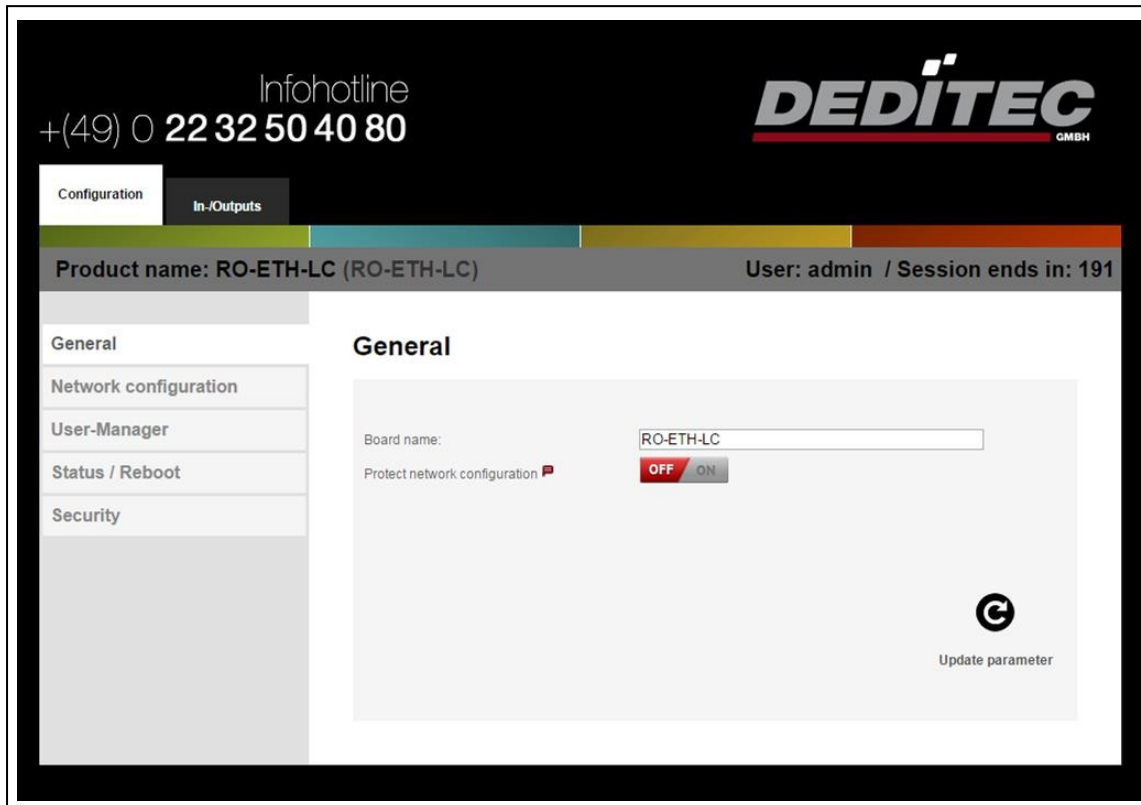 Infohotline
+(49) 0 22 32 50 40 80
DEDITEC
GMBH
Configuration
In-/Outputs
Product name: RO-ETH-LC (RO-ETH-LC)
User: admin / Session ends in: 191
General
Network configuration
User-Manager
Status / Reboot
Security
General
Board name:
RO-ETH-LC
Protect network configuration
OFF
ON
Update parameter